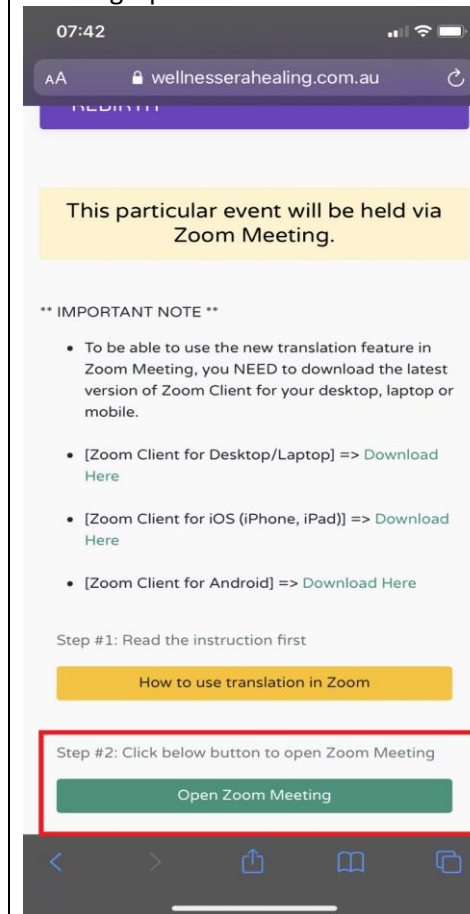 07:42
AA wellnesserahealing.com.au
REBIRTH
This particular event will be held via
Zoom Meeting.
** IMPORTANT NOTE **
• To be able to use the new translation feature in
Zoom Meeting, you NEED to download the latest
version of Zoom Client for your desktop, laptop or
mobile.
• [Zoom Client for Desktop/Laptop] => Download
Here
• [Zoom Client for iOS (iPhone, iPad)] => Download
Here
• [Zoom Client for Android] => Download Here
Step #1: Read the instruction first
How to use translation in Zoom
Step #2: Click below button to open Zoom Meeting
Open Zoom Meeting